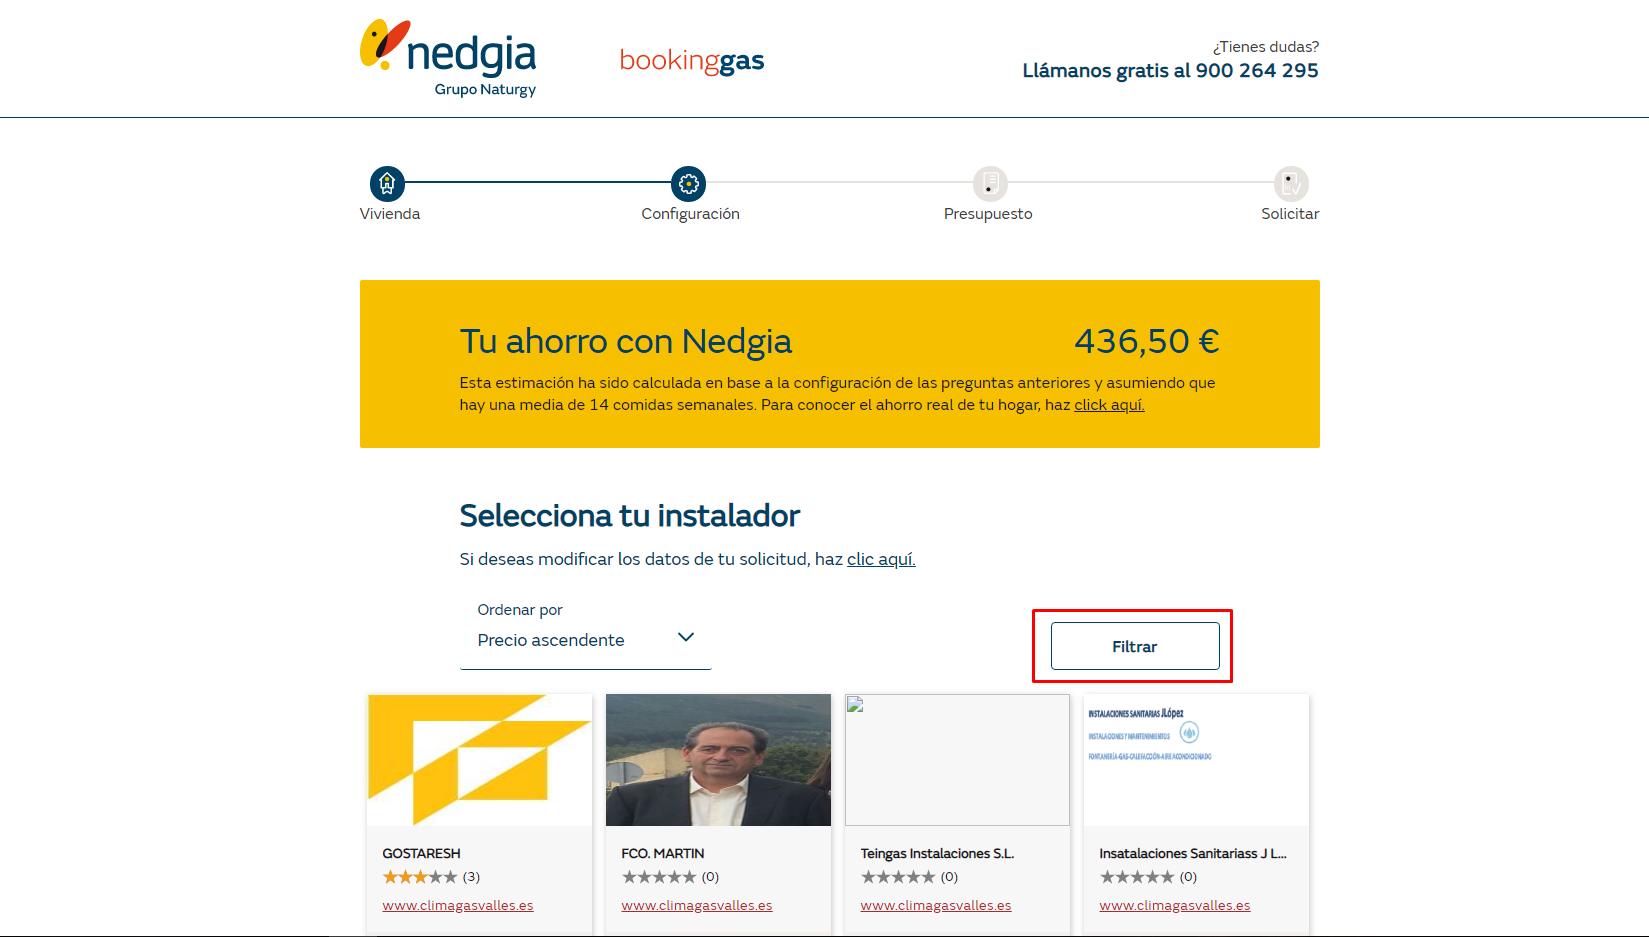 nedgia
Grupo Naturgy
bookinggas
¿Tienes dudas?
Llámanos gratis al 900 264 295
Vivienda
Configuración
Presupuesto
Solicitar
Tu ahorro con Nedgia
436,50 €
Esta estimación ha sido calculada en base a la configuración de las preguntas anteriores y asumiendo que
hay una media de 14 comidas semanales. Para conocer el ahorro real de tu hogar, haz click aquí.
Selecciona tu instalador
Si deseas modificar los datos de tu solicitud, haz clic aquí.
Ordenar por
Precio ascendente
Filtrar
INSTALACIONES SANITARIAS JLópez
INSTALACIONES Y MANTENIMIENTOS
FONTANERÍA-GAS-CALEFACCIÓN-AIRE ACONDICIONADO
GOSTARESH
(3)
www.climagasvalles.es
FCO. MARTIN
(0)
www.climagasvalles.es
Teingas Instalaciones S.L.
(0)
www.climagasvalles.es
Insatalaciones Sanitariass J L...
(0)
www.climagasvalles.es